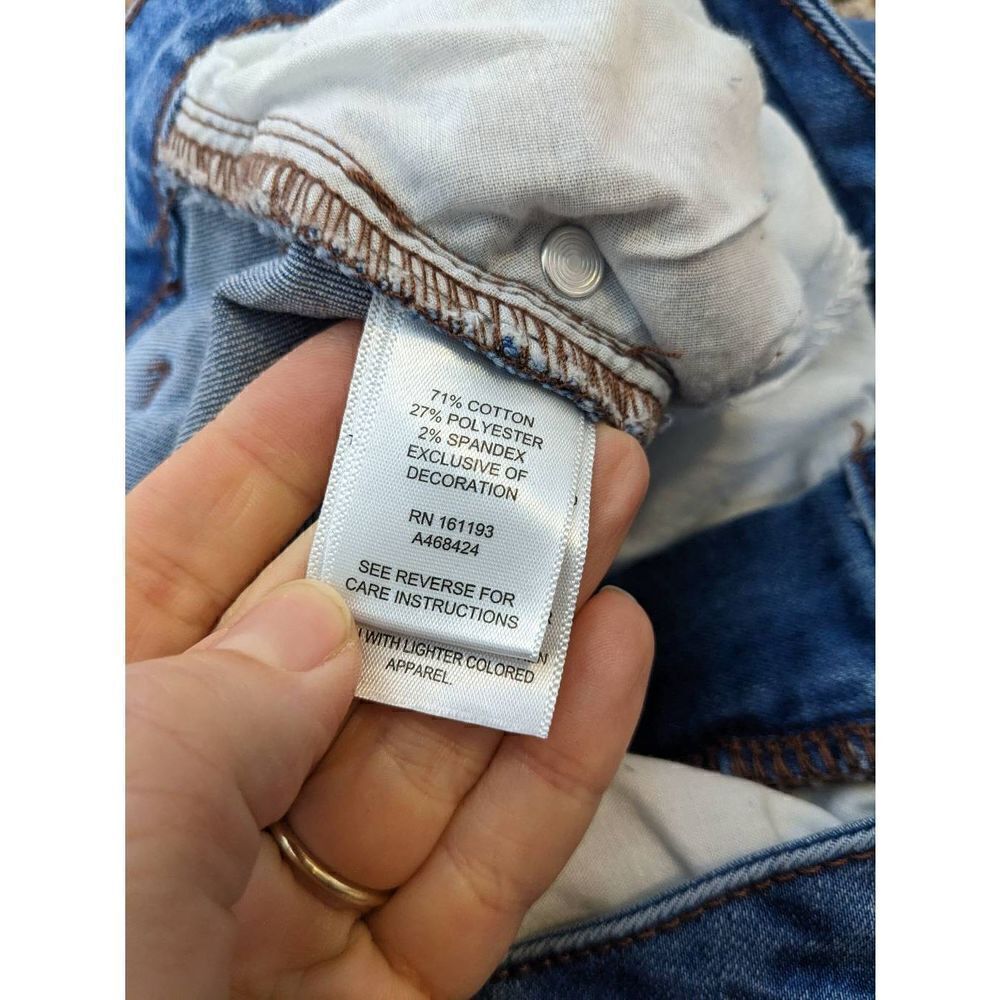 71% COTTON
27% POLYESTER
2% SPANDEX
EXCLUSIVE OF
DECORATION
RN 161193
A468424
SEE REVERSE FOR
CARE INSTRUCTIONS
WITH LIGHTER COLORED
APPAREL.